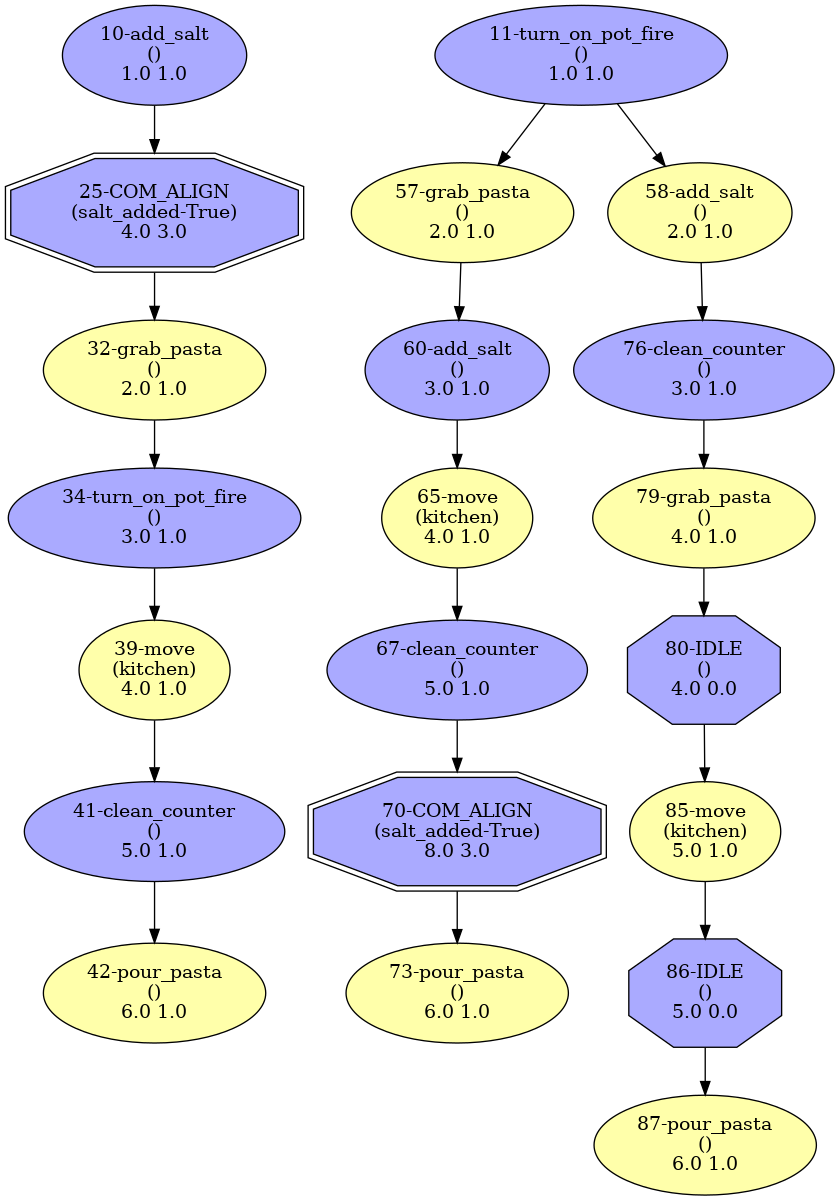 10-add_salt
()
1.0 1.0
11-turn_on_pot_fire
()
1.0 1.0
25-COM_ALIGN
(salt_added-True)
4.0 3.0
57-grab_pasta
()
2.0 1.0
58-add_salt
()
2.0 1.0
32-grab_pasta
()
2.0 1.0
60-add_salt
()
3.0 1.0
76-clean_counter
()
3.0 1.0
34-turn_on_pot_fire
()
3.0 1.0
65-move
(kitchen)
4.0 1.0
79-grab_pasta
()
4.0 1.0
39-move
(kitchen)
4.0 1.0
67-clean_counter
()
5.0 1.0
80-IDLE
()
4.0 0.0
41-clean_counter
()
5.0 1.0
70-COM_ALIGN
(salt_added-True)
8.0 3.0
85-move
(kitchen)
5.0 1.0
42-pour_pasta
()
6.0 1.0
73-pour_pasta
()
6.0 1.0
86-IDLE
()
5.0 0.0
87-pour_pasta
()
6.0 1.0